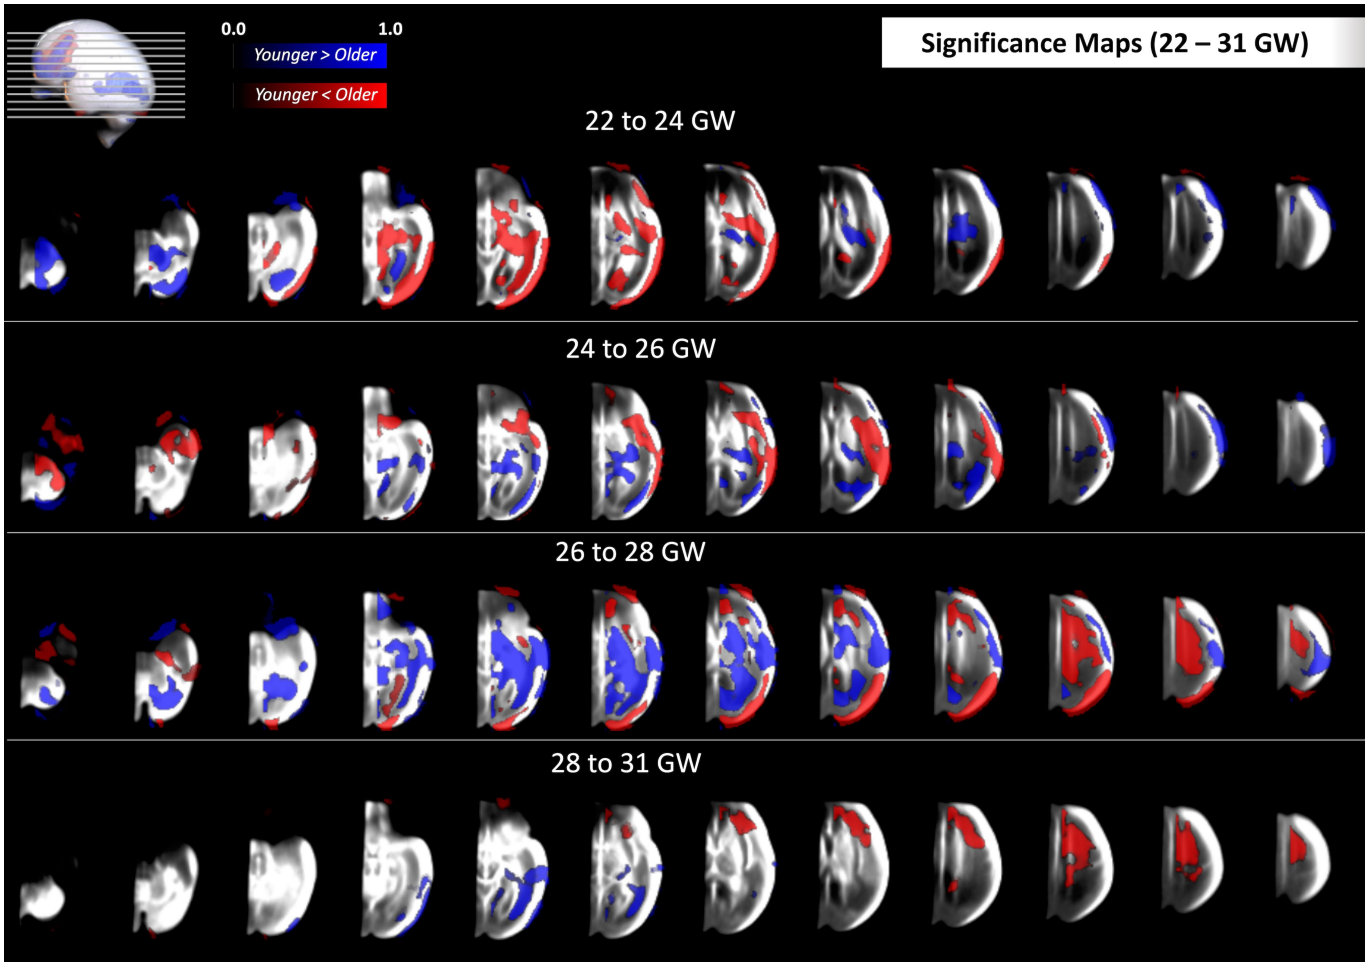 0.0 1.0
Significance Maps (22 – 31 GW)
Younger > Older
Younger < Older
22 to 24 GW
24 to 26 GW
26 to 28 GW
28 to 31 GW